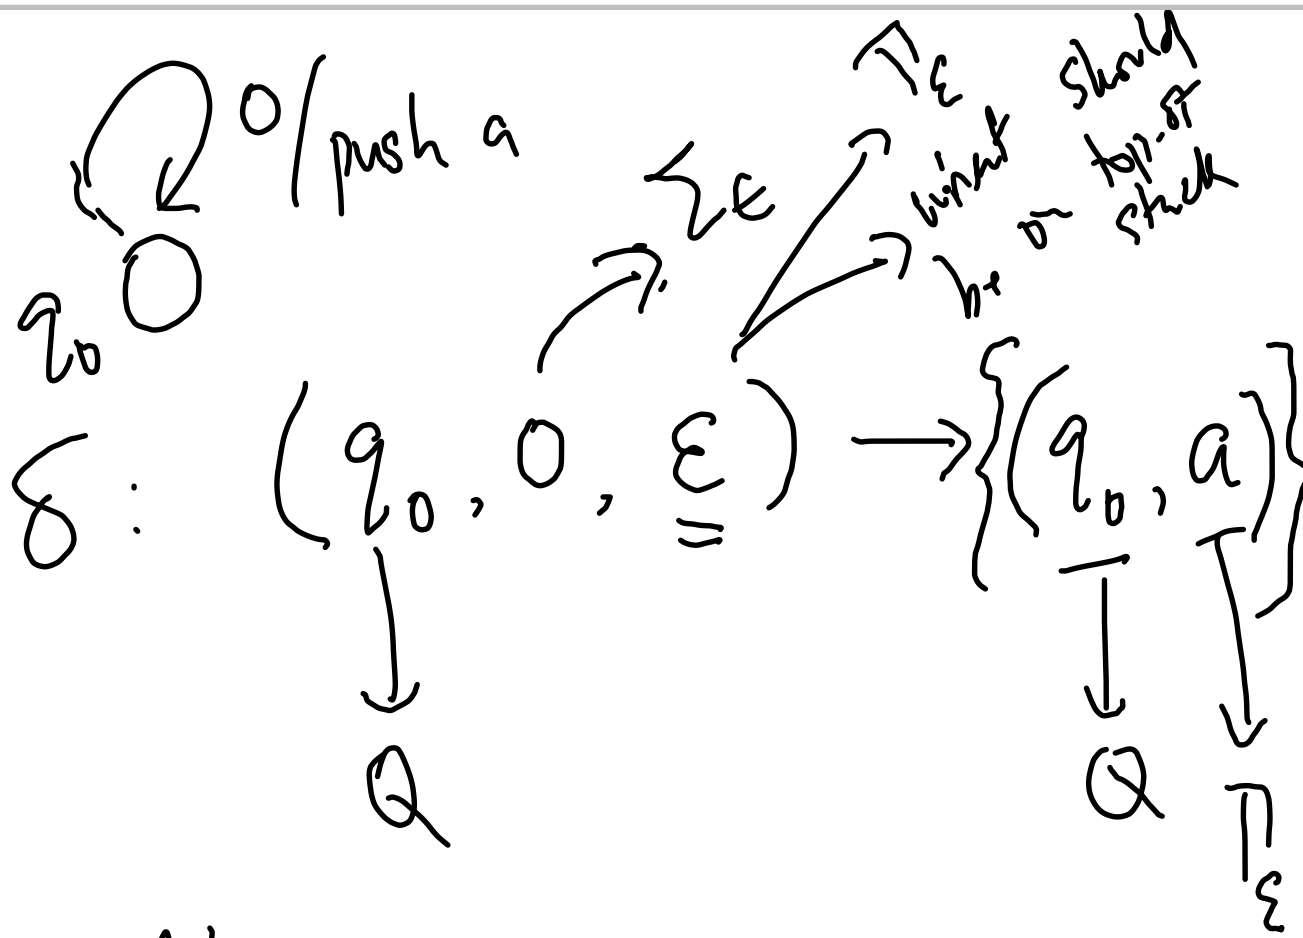 0/push a
q₀
Σε
Γε
what should
be on top of
stack
δ : (q₀, 0, ε) → {(q₀, a)}
Q
Q
Γε